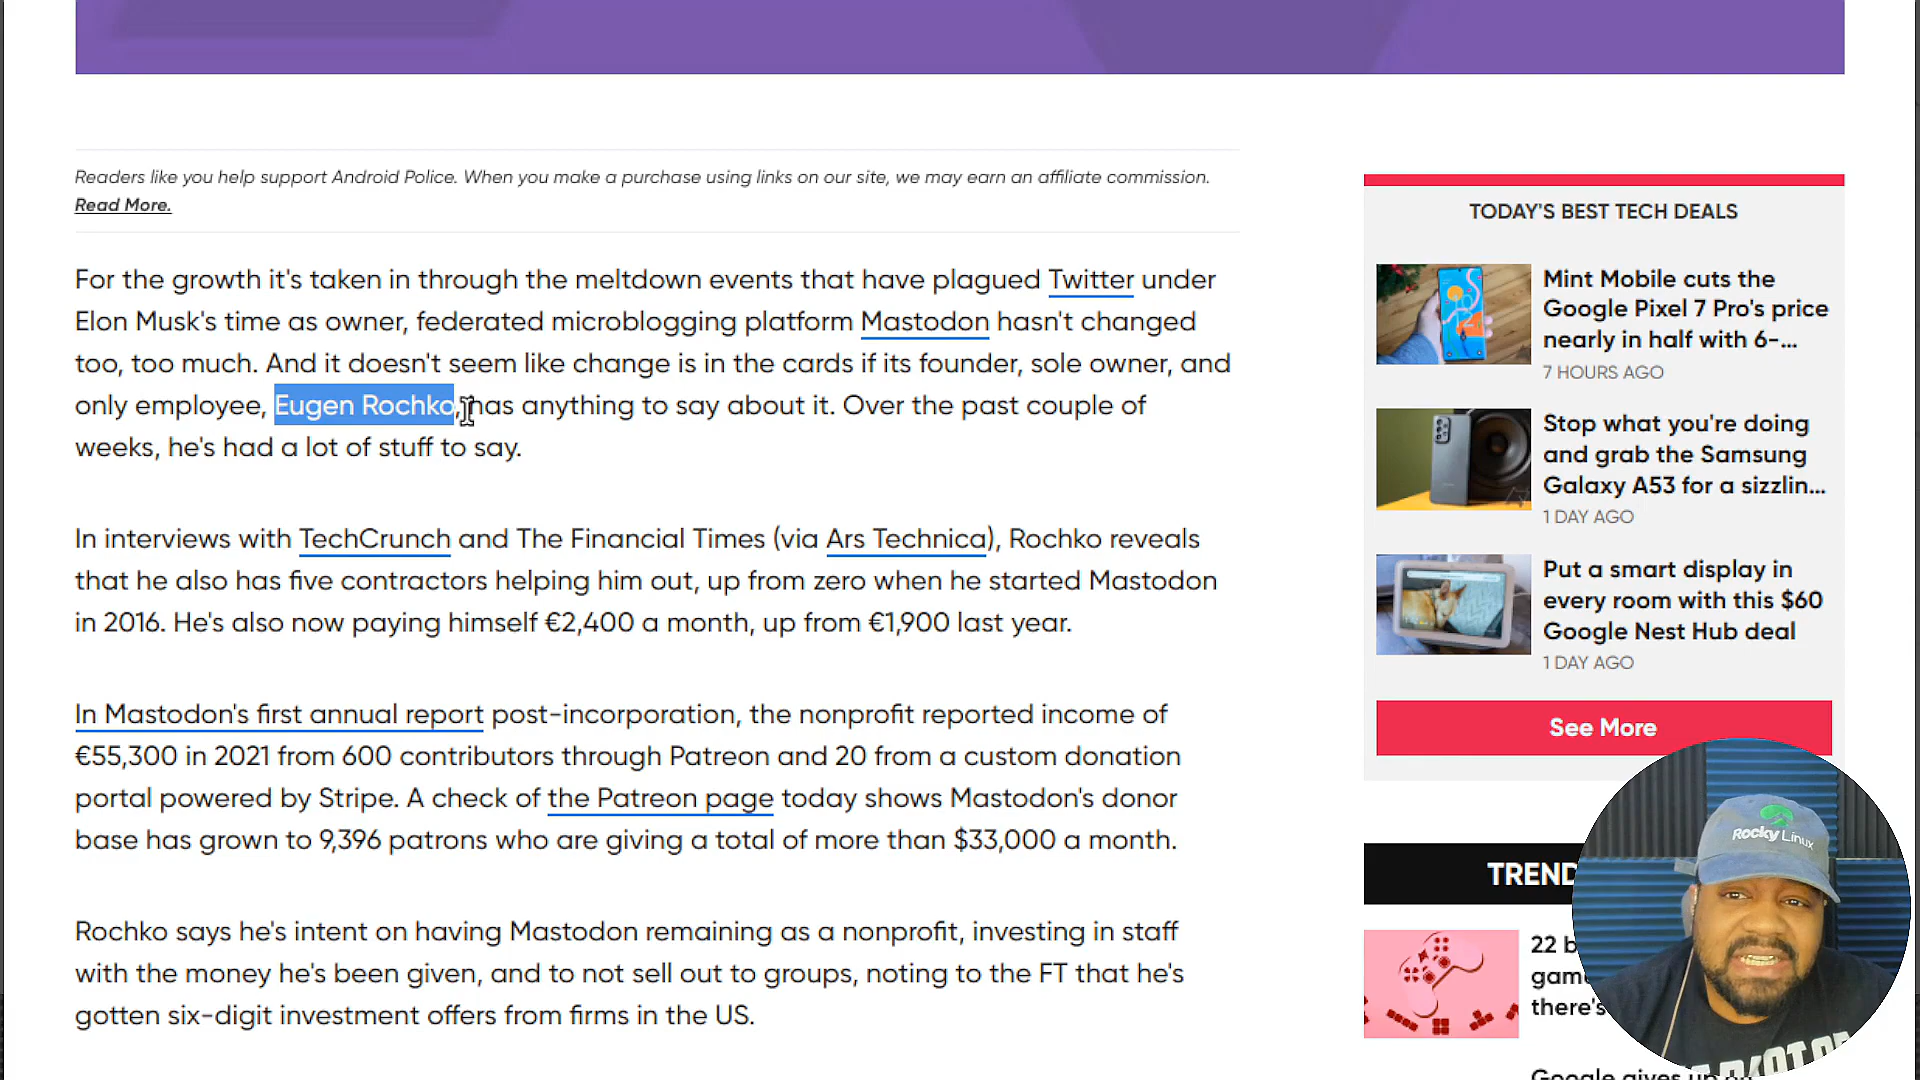 Readers like you help support Android Police. When you make a purchase using links on our site, we may earn an affiliate commission.
Read More.
For the growth it's taken in through the meltdown events that have plagued Twitter under
Elon Musk's time as owner, federated microblogging platform Mastodon hasn't changed
too, too much. And it doesn't seem like change is in the cards if its founder, sole owner, and
only employee, Eugen Rochko, has anything to say about it. Over the past couple of
weeks, he's had a lot of stuff to say.
In interviews with TechCrunch and The Financial Times (via Ars Technica), Rochko reveals
that he also has five contractors helping him out, up from zero when he started Mastodon
in 2016. He's also now paying himself €2,400 a month, up from €1,900 last year.
In Mastodon's first annual report post-incorporation, the nonprofit reported income of
€55,300 in 2021 from 600 contributors through Patreon and 20 from a custom donation
portal powered by Stripe. A check of the Patreon page today shows Mastodon's donor
base has grown to 9,396 patrons who are giving a total of more than $33,000 a month.
Rochko says he's intent on having Mastodon remaining as a nonprofit, investing in staff
with the money he's been given, and to not sell out to groups, noting to the FT that he's
gotten six-digit investment offers from firms in the US.
TODAY'S BEST TECH DEALS
Mint Mobile cuts the
Google Pixel 7 Pro's price
nearly in half with 6-...
7 HOURS AGO
Stop what you're doing
and grab the Samsung
Galaxy A53 for a sizzlin...
1 DAY AGO
Put a smart display in
every room with this $60
Google Nest Hub deal
1 DAY AGO
See More
TREND
22 b
game
there's
Google gives up on
Rocky Linux